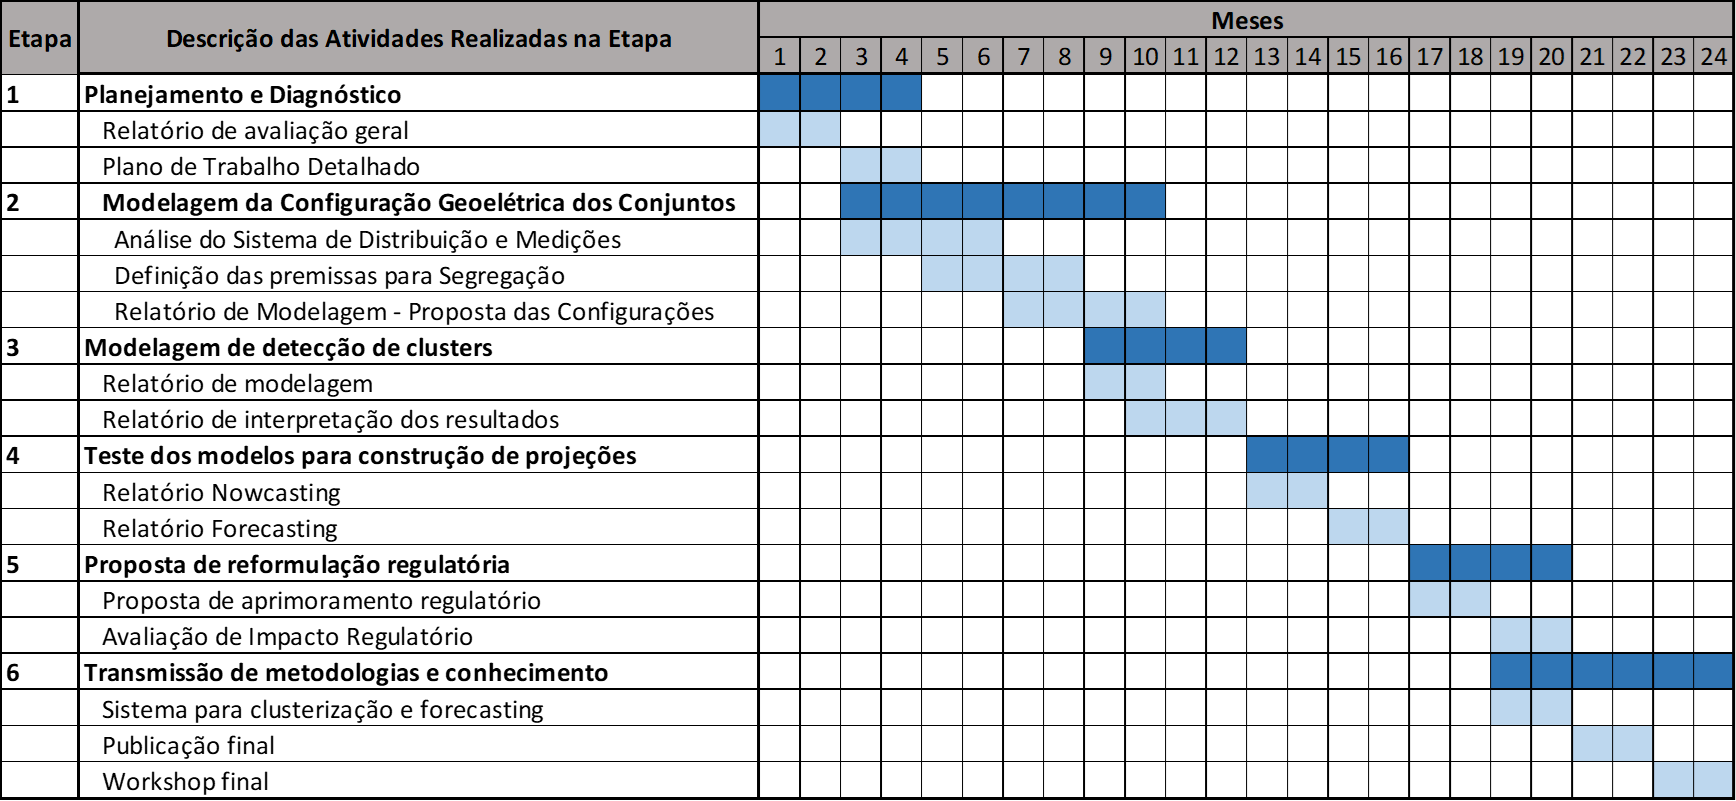 Meses
Etapa Descrição das Atividades Realizadas na Etapa
1 2 3 4 5 6 7 8 9 10 11 12 13 14 15 16 17 18 19 20 21 22 23 24
1 Planejamento e Diagnóstico
Relatório de avaliação geral
Plano de Trabalho Detalhado
2 Modelagem da Configuração Geoelétrica dos Conjuntos
Análise do Sistema de Distribuição e Medições
Definição das premissas para Segregação
Relatório de Modelagem - Proposta das Configurações
3 Modelagem de detecção de clusters
Relatório de modelagem
Relatório de interpretação dos resultados
4 Teste dos modelos para construção de projeções
Relatório Nowcasting
Relatório Forecasting
5 Proposta de reformulação regulatória
Proposta de aprimoramento regulatório
Avaliação de Impacto Regulatório
6 Transmissão de metodologias e conhecimento
Sistema para clusterização e forecasting
Publicação final
Workshop final